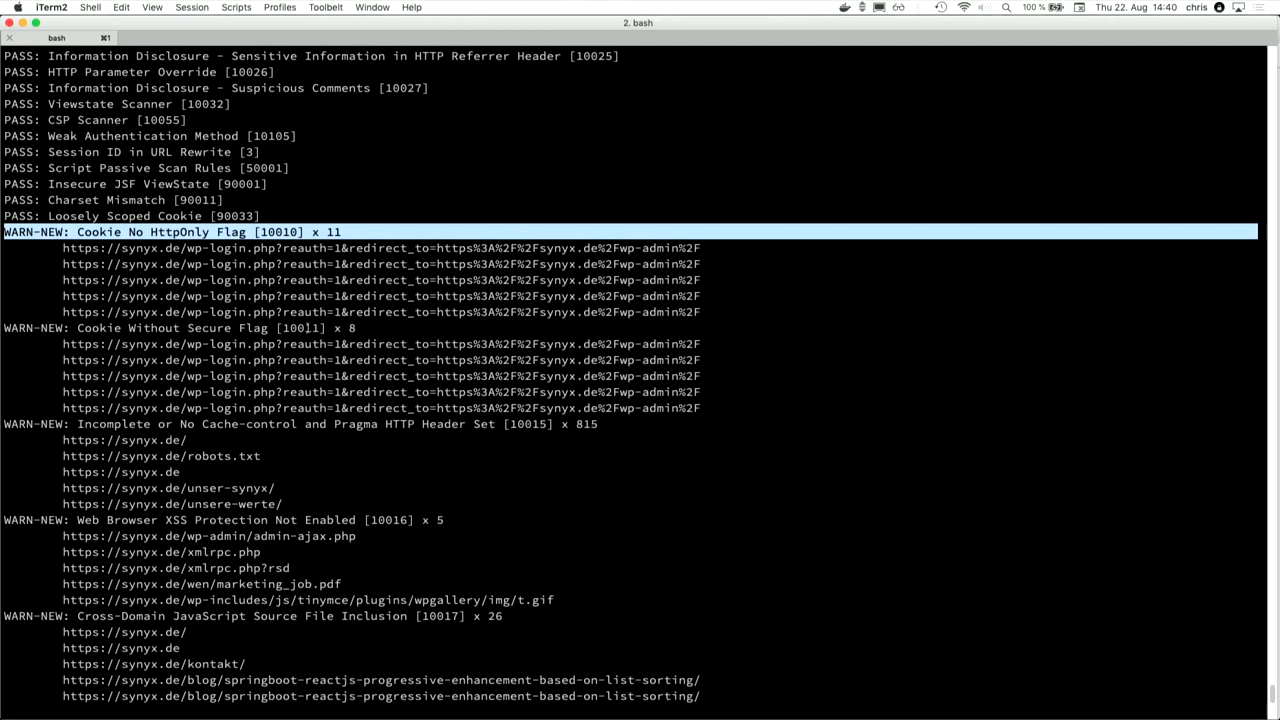 iTerm2 Shell Edit View Session Scripts Profiles Toolbelt Window Help 100 % Thu 22. Aug 14:40 chris
2. bash
bash ⌘1
PASS: Information Disclosure - Sensitive Information in HTTP Referrer Header [10025]
PASS: HTTP Parameter Override [10026]
PASS: Information Disclosure - Suspicious Comments [10027]
PASS: Viewstate Scanner [10032]
PASS: CSP Scanner [10055]
PASS: Weak Authentication Method [10105]
PASS: Session ID in URL Rewrite [3]
PASS: Script Passive Scan Rules [50001]
PASS: Insecure JSF ViewState [90001]
PASS: Charset Mismatch [90011]
PASS: Loosely Scoped Cookie [90033]
WARN-NEW: Cookie No HttpOnly Flag [10010] x 11
https://synyx.de/wp-login.php?reauth=1&redirect_to=https%3A%2F%2Fsynyx.de%2Fwp-admin%2F
https://synyx.de/wp-login.php?reauth=1&redirect_to=https%3A%2F%2Fsynyx.de%2Fwp-admin%2F
https://synyx.de/wp-login.php?reauth=1&redirect_to=https%3A%2F%2Fsynyx.de%2Fwp-admin%2F
https://synyx.de/wp-login.php?reauth=1&redirect_to=https%3A%2F%2Fsynyx.de%2Fwp-admin%2F
https://synyx.de/wp-login.php?reauth=1&redirect_to=https%3A%2F%2Fsynyx.de%2Fwp-admin%2F
WARN-NEW: Cookie Without Secure Flag [10011] x 8
https://synyx.de/wp-login.php?reauth=1&redirect_to=https%3A%2F%2Fsynyx.de%2Fwp-admin%2F
https://synyx.de/wp-login.php?reauth=1&redirect_to=https%3A%2F%2Fsynyx.de%2Fwp-admin%2F
https://synyx.de/wp-login.php?reauth=1&redirect_to=https%3A%2F%2Fsynyx.de%2Fwp-admin%2F
https://synyx.de/wp-login.php?reauth=1&redirect_to=https%3A%2F%2Fsynyx.de%2Fwp-admin%2F
https://synyx.de/wp-login.php?reauth=1&redirect_to=https%3A%2F%2Fsynyx.de%2Fwp-admin%2F
WARN-NEW: Incomplete or No Cache-control and Pragma HTTP Header Set [10015] x 815
https://synyx.de/
https://synyx.de/robots.txt
https://synyx.de
https://synyx.de/unser-synyx/
https://synyx.de/unsere-werte/
WARN-NEW: Web Browser XSS Protection Not Enabled [10016] x 5
https://synyx.de/wp-admin/admin-ajax.php
https://synyx.de/xmlrpc.php
https://synyx.de/xmlrpc.php?rsd
https://synyx.de/wen/marketing_job.pdf
https://synyx.de/wp-includes/js/tinymce/plugins/wpgallery/img/t.gif
WARN-NEW: Cross-Domain JavaScript Source File Inclusion [10017] x 26
https://synyx.de/
https://synyx.de
https://synyx.de/kontakt/
https://synyx.de/blog/springboot-reactjs-progressive-enhancement-based-on-list-sorting/
https://synyx.de/blog/springboot-reactjs-progressive-enhancement-based-on-list-sorting/